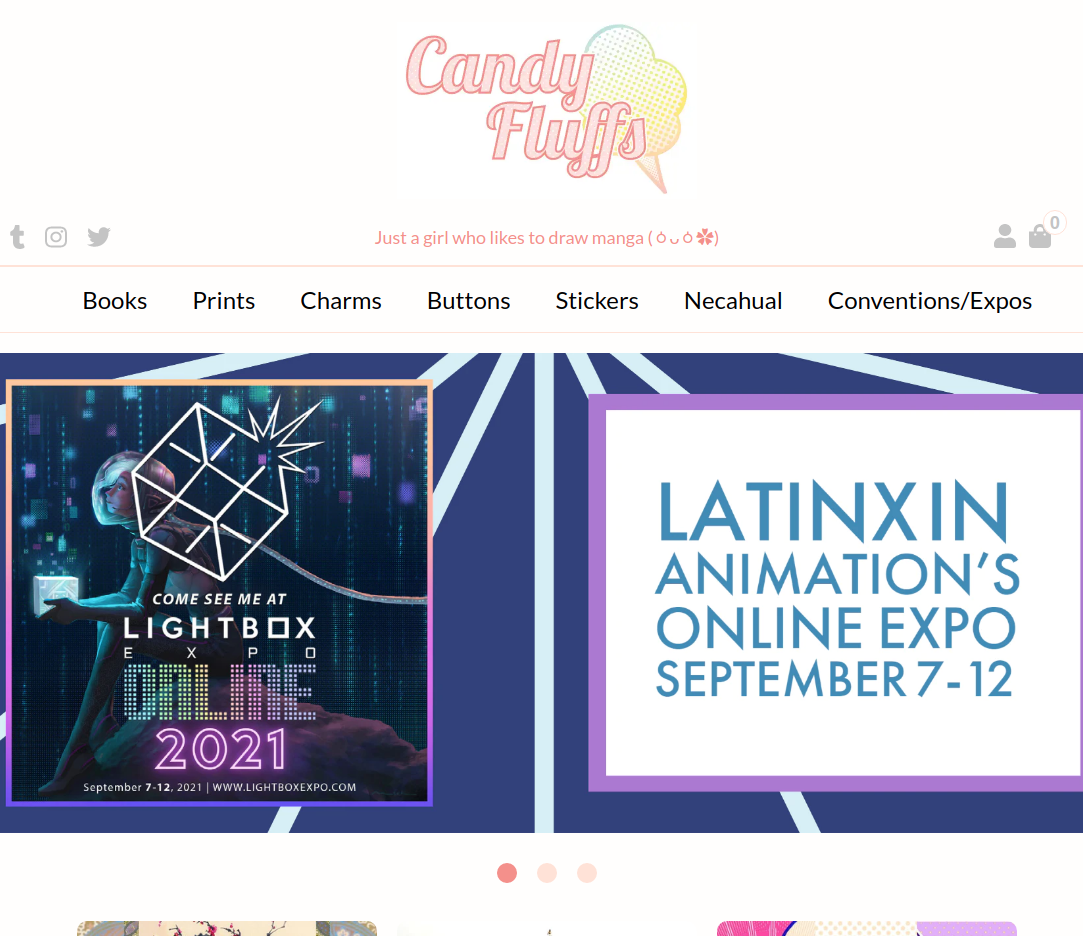 Candy
Fluffs
Just a girl who likes to draw manga ( ᵔ ᴗ ᵔ ✽)
0
Books Prints Charms Buttons Stickers Necahual Conventions/Expos
COME SEE ME AT
LIGHTBOX
EXPO
ONLINE
2021
September 7-12, 2021 | WWW.LIGHTBOXEXPO.COM
LATINXIN
ANIMATION'S
ONLINE EXPO
SEPTEMBER 7-12